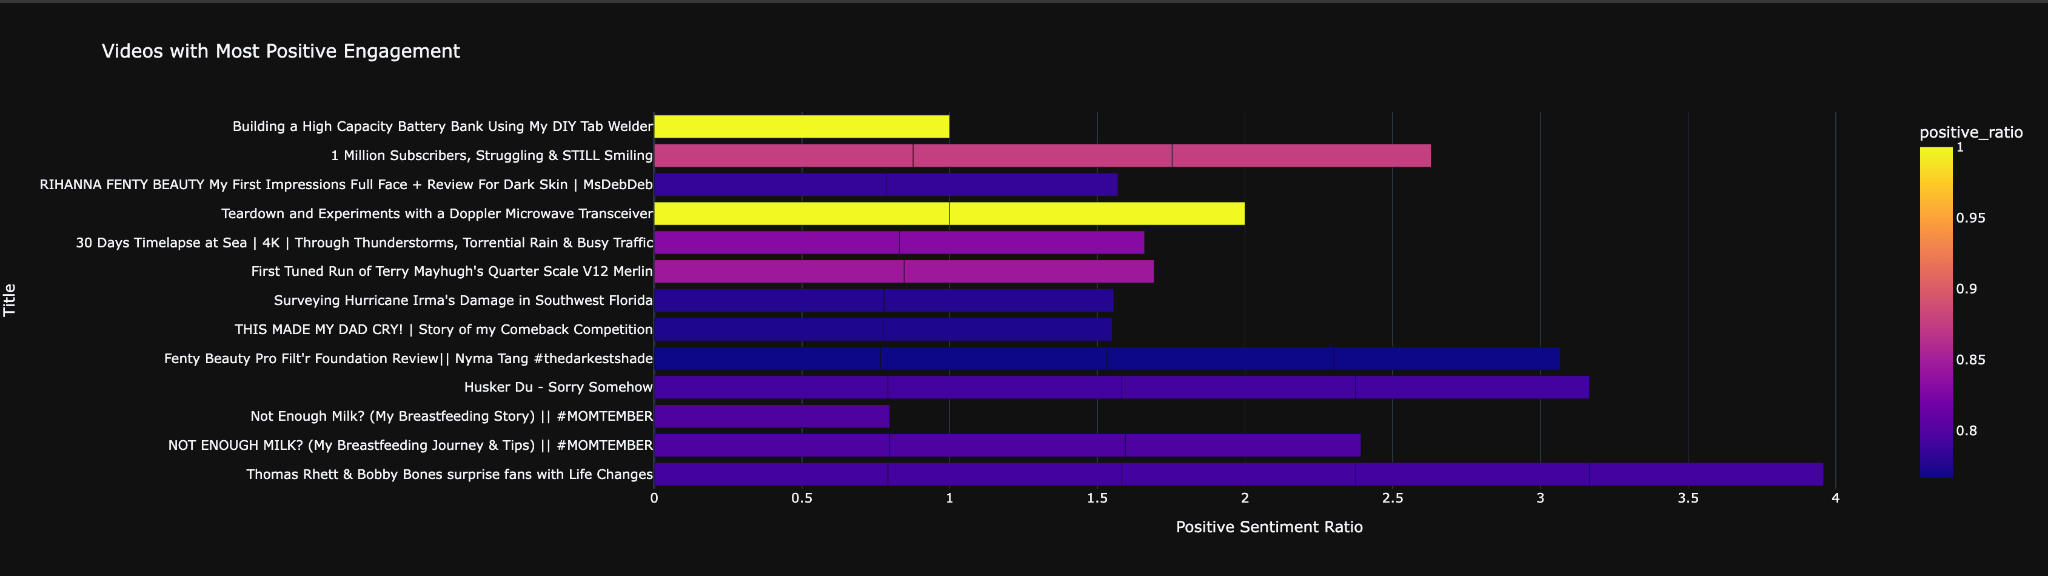 Videos with Most Positive Engagement
positive_ratio
Title
Building a High Capacity Battery Bank Using My DIY Tab Welder
1 Million Subscribers, Struggling & STILL Smiling
RIHANNA FENTY BEAUTY My First Impressions Full Face + Review For Dark Skin | MsDebDeb
Teardown and Experiments with a Doppler Microwave Transceiver
30 Days Timelapse at Sea | 4K | Through Thunderstorms, Torrential Rain & Busy Traffic
First Tuned Run of Terry Mayhugh's Quarter Scale V12 Merlin
Surveying Hurricane Irma's Damage in Southwest Florida
THIS MADE MY DAD CRY! | Story of my Comeback Competition
Fenty Beauty Pro Filt'r Foundation Review|| Nyma Tang #thedarkestshade
Husker Du - Sorry Somehow
Not Enough Milk? (My Breastfeeding Story) || #MOMTEMBER
NOT ENOUGH MILK? (My Breastfeeding Journey & Tips) || #MOMTEMBER
Thomas Rhett & Bobby Bones surprise fans with Life Changes
0 0.5 1 1.5 2 2.5 3 3.5 4
Positive Sentiment Ratio
1
0.95
0.9
0.85
0.8